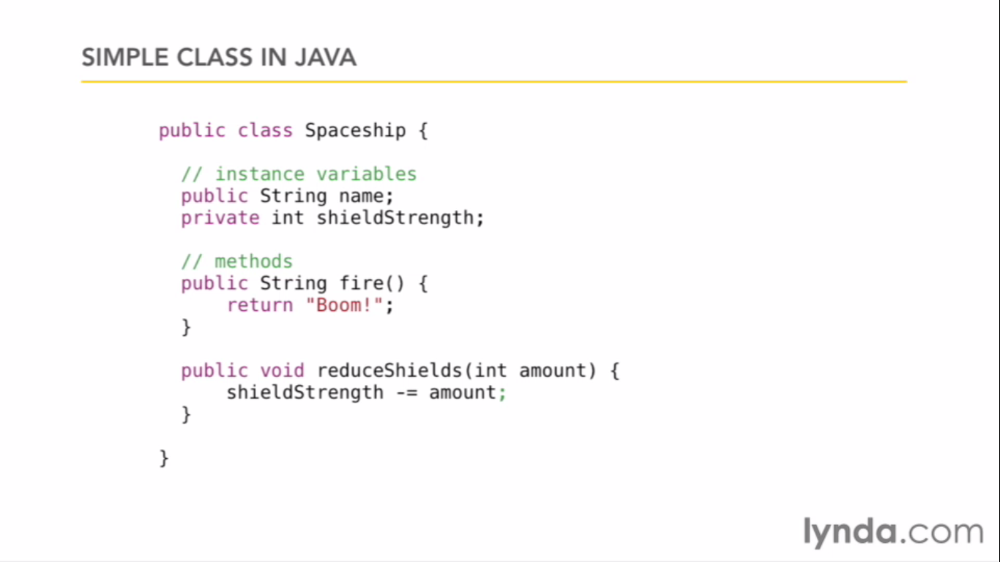 SIMPLE CLASS IN JAVA
public class Spaceship {
// instance variables
public String name;
private int shieldStrength;
// methods
public String fire() {
return "Boom!";
}
public void reduceShields(int amount) {
shieldStrength -= amount;
}
}
lynda.com